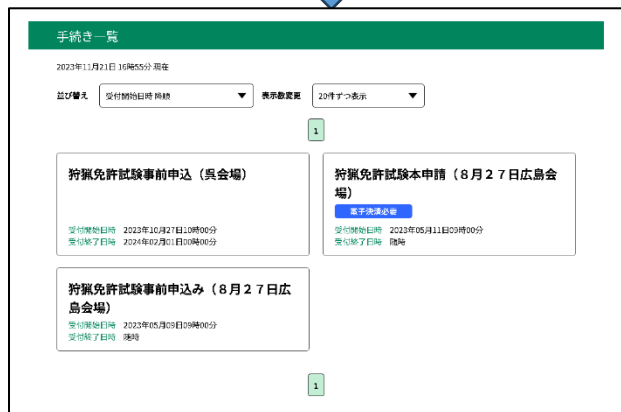 手続き一覧
2023年11月21日 16時55分 現在
並び替え 受付開始日時 降順 表示数変更 20件ずつ表示
1
狩猟免許試験事前申込（呉会場）
受付開始日時 2023年10月27日10時00分
受付終了日時 2024年02月01日00時00分
狩猟免許試験本申請（８月２７日広島会
場）
電子決済必要
受付開始日時 2023年05月11日09時00分
受付終了日時 随時
狩猟免許試験事前申込み（８月２７日広
島会場）
受付開始日時 2023年05月09日09時00分
受付終了日時 随時
1